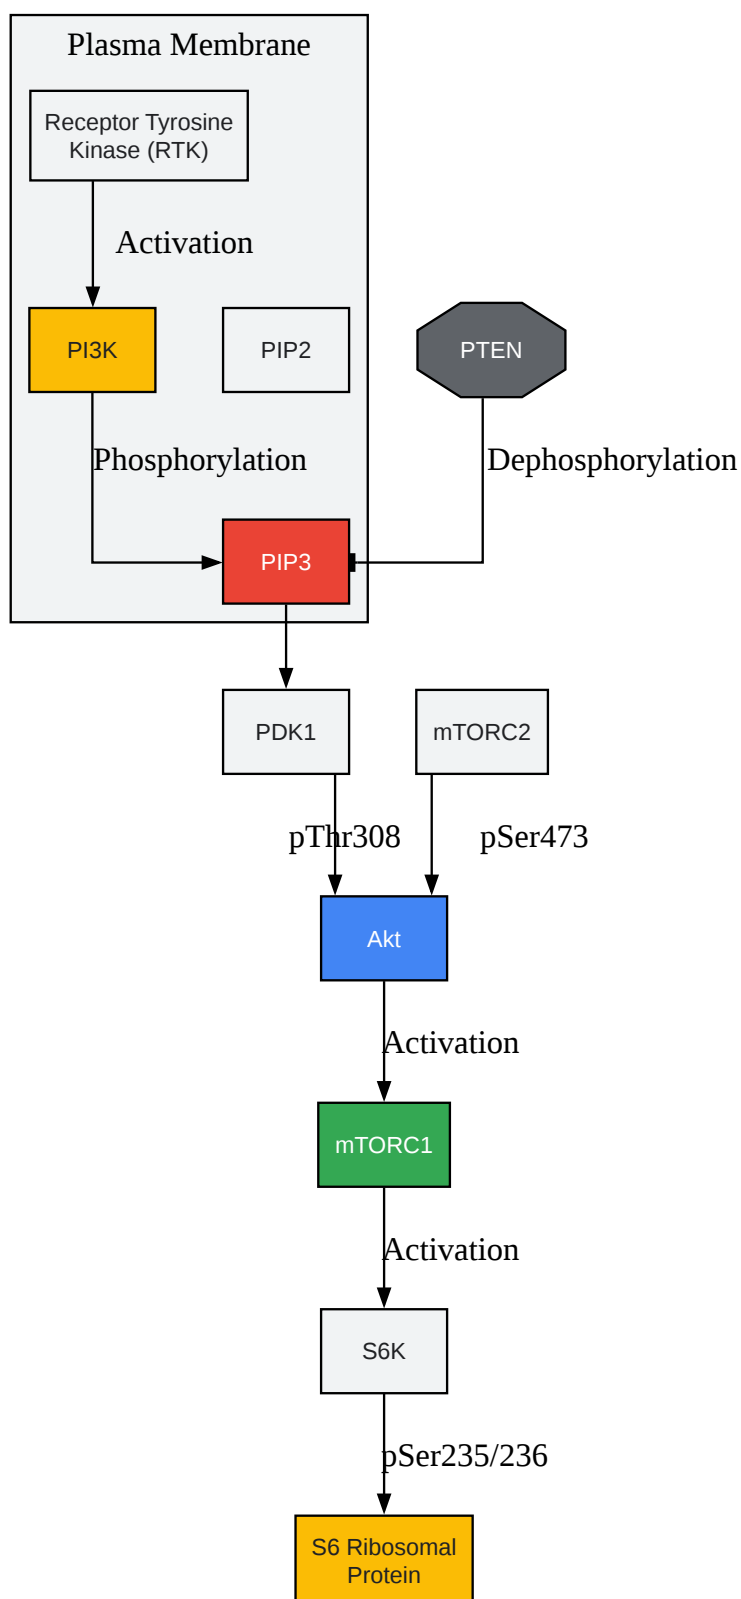 Plasma Membrane
Receptor Tyrosine
Kinase (RTK)
Activation
PI3K
PIP2
PTEN
Phosphorylation
Dephosphorylation
PIP3
PDK1
mTORC2
pThr308
pSer473
Akt
Activation
mTORC1
Activation
S6K
pSer235/236
S6 Ribosomal
Protein